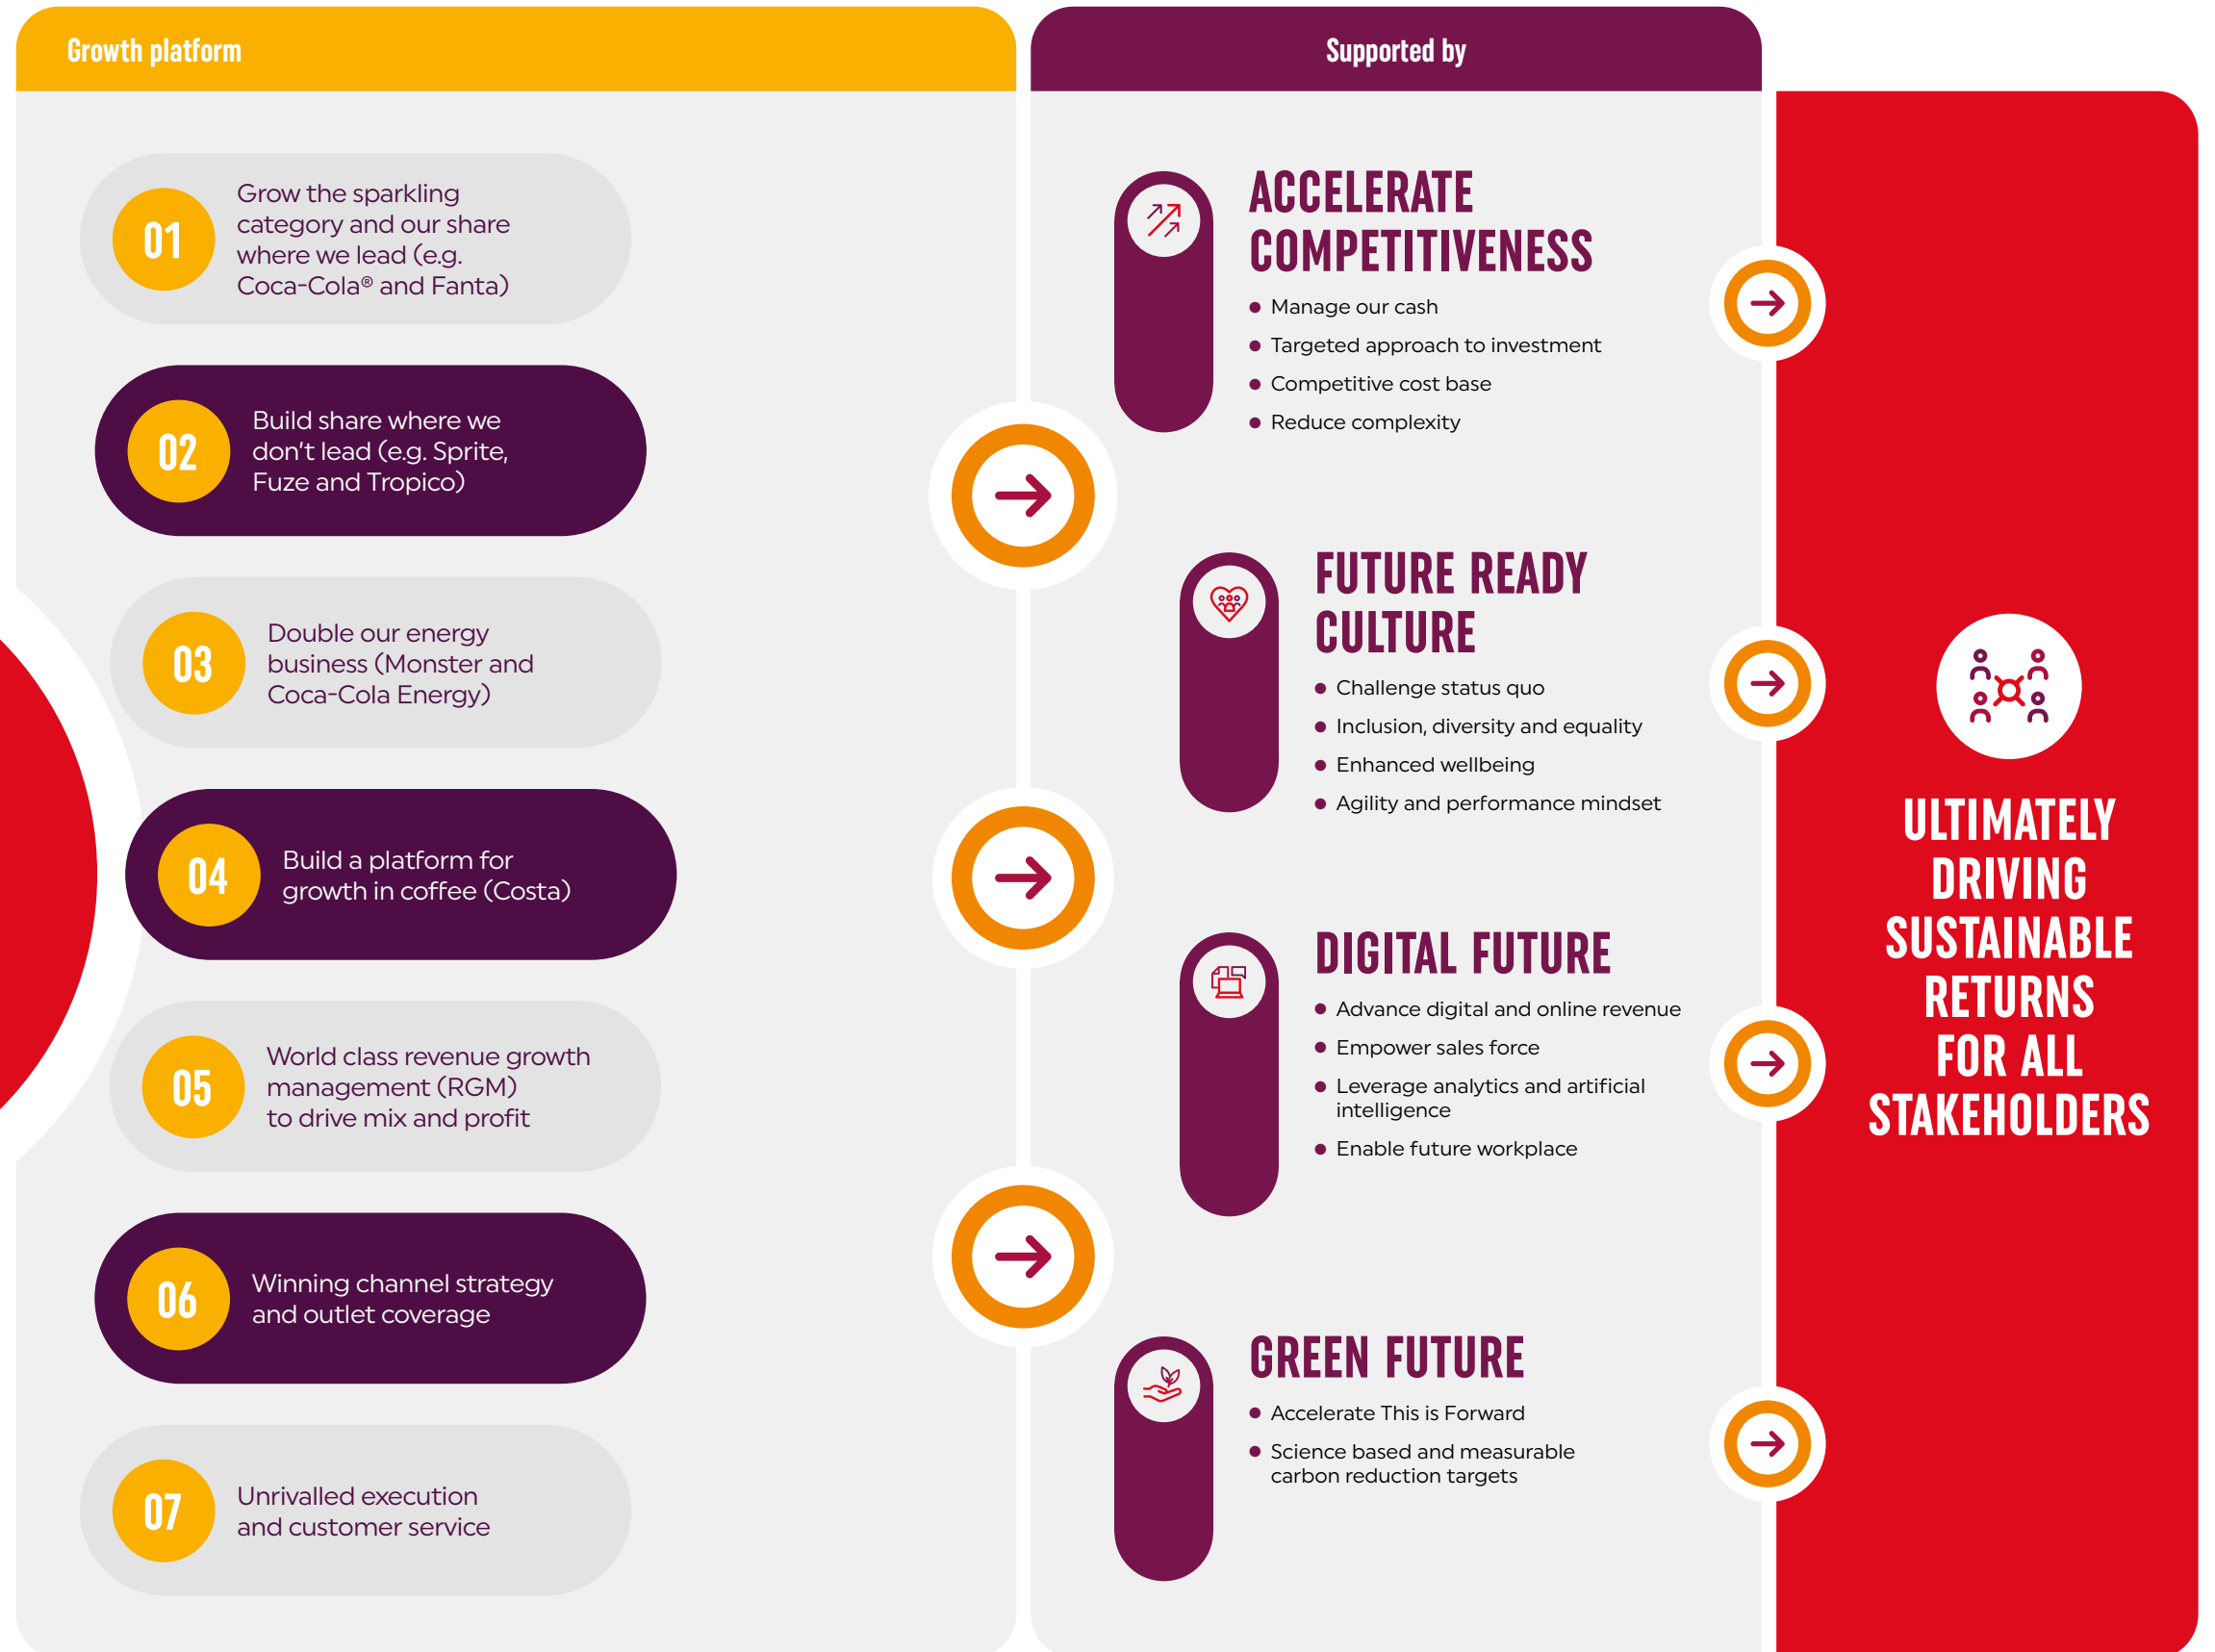 Growth platform
01
Grow the sparkling
category and our share
where we lead (e.g.
Coca-Cola® and Fanta)
02
Build share where we
don't lead (e.g. Sprite,
Fuze and Tropico)
03
Double our energy
business (Monster and
Coca-Cola Energy)
04
Build a platform for
growth in coffee (Costa)
05
World class revenue growth
management (RGM)
to drive mix and profit
06
Winning channel strategy
and outlet coverage
07
Unrivalled execution
and customer service
Supported by
ACCELERATE
COMPETITIVENESS
• Manage our cash
• Targeted approach to investment
• Competitive cost base
• Reduce complexity
FUTURE READY
CULTURE
• Challenge status quo
• Inclusion, diversity and equality
• Enhanced wellbeing
• Agility and performance mindset
DIGITAL FUTURE
• Advance digital and online revenue
• Empower sales force
• Leverage analytics and artificial
intelligence
• Enable future workplace
GREEN FUTURE
• Accelerate This is Forward
• Science based and measurable
carbon reduction targets
ULTIMATELY
DRIVING
SUSTAINABLE
RETURNS
FOR ALL
STAKEHOLDERS